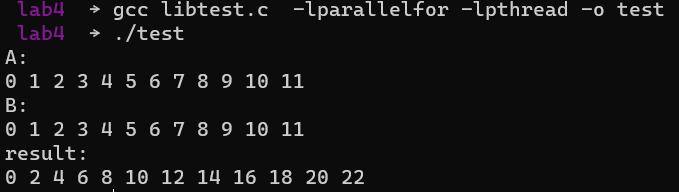 lab4 → gcc libtest.c -lparallelfor -lpthread -o test
lab4 → ./test
A:
0 1 2 3 4 5 6 7 8 9 10 11
B:
0 1 2 3 4 5 6 7 8 9 10 11
result:
0 2 4 6 8 10 12 14 16 18 20 22